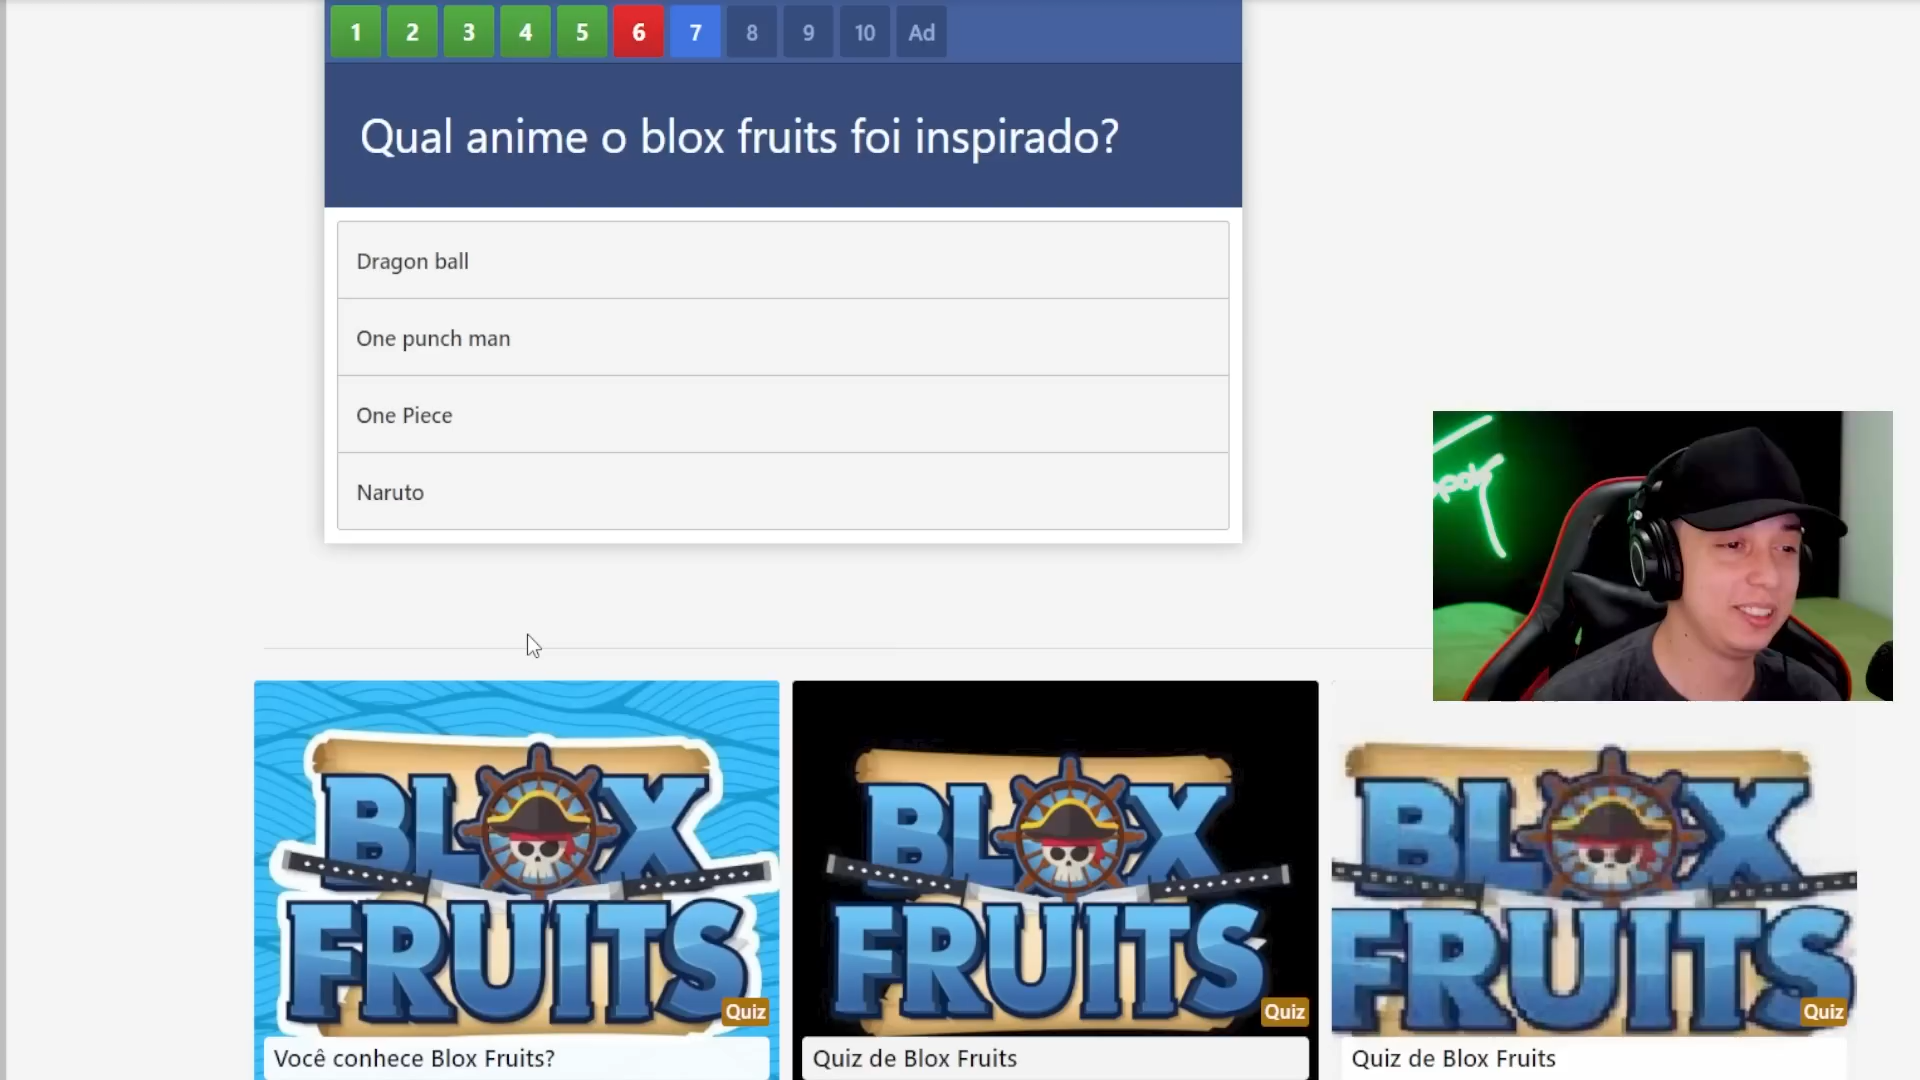 1 2 3 4 5 6 7 8 9 10 Ad
Qual anime o blox fruits foi inspirado?
Dragon ball
One punch man
One Piece
Naruto
BLOX
FRUITS
Quiz
Você conhece Blox Fruits?
BLOX
FRUITS
Quiz
Quiz de Blox Fruits
BLOX
FRUITS
Quiz
Quiz de Blox Fruits